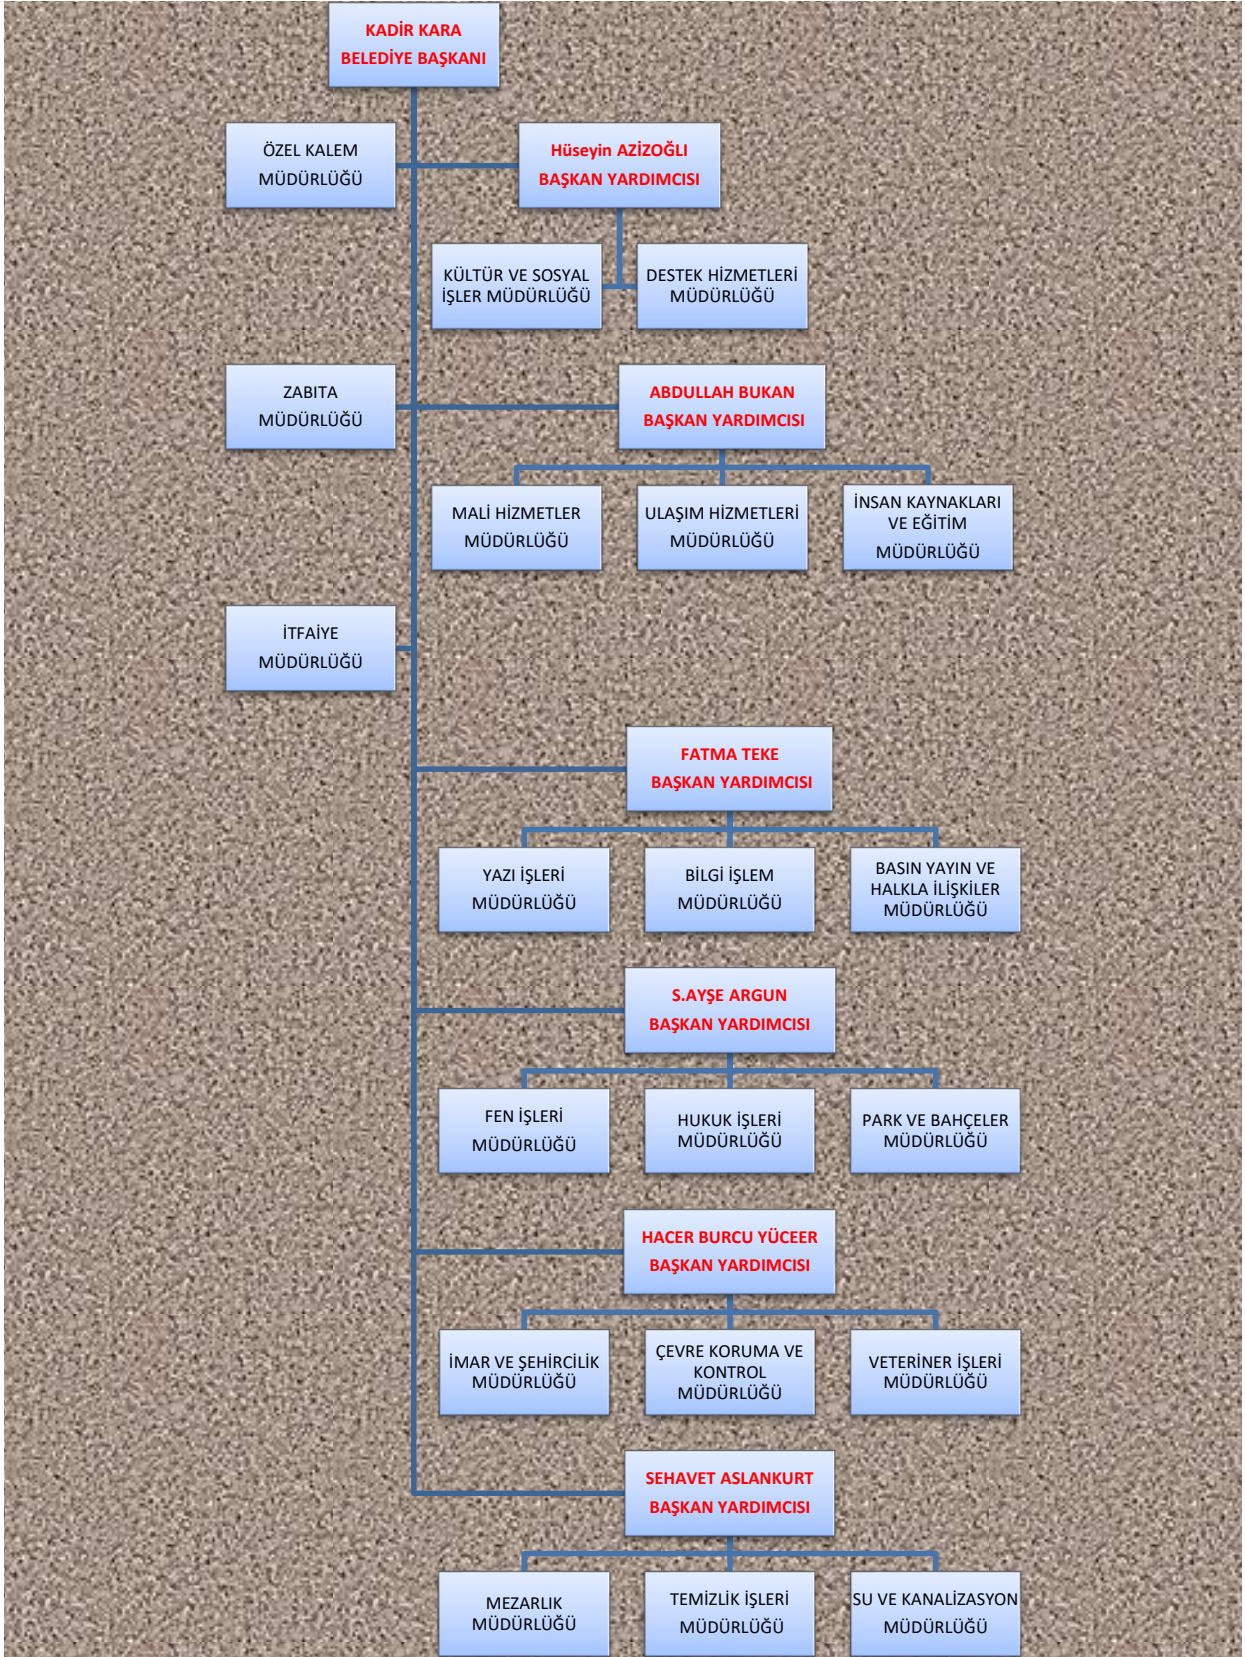 KADİR KARA
BELEDİYE BAŞKANI
ÖZEL KALEM
MÜDÜRLÜĞÜ
Hüseyin AZİZOĞLI
BAŞKAN YARDIMCISI
KÜLTÜR VE SOSYAL
İŞLER MÜDÜRLÜĞÜ
DESTEK HİZMETLERİ
MÜDÜRLÜĞÜ
ZABITA
MÜDÜRLÜĞÜ
ABDULLAH BUKAN
BAŞKAN YARDIMCISI
MALİ HİZMETLER
MÜDÜRLÜĞÜ
ULAŞIM HİZMETLERİ
MÜDÜRLÜĞÜ
İNSAN KAYNAKLARI
VE EĞİTİM
MÜDÜRLÜĞÜ
İTFAİYE
MÜDÜRLÜĞÜ
FATMA TEKE
BAŞKAN YARDIMCISI
YAZI İŞLERİ
MÜDÜRLÜĞÜ
BİLGİ İŞLEM
MÜDÜRLÜĞÜ
BASIN YAYIN VE
HALKLA İLİŞKİLER
MÜDÜRLÜĞÜ
S.AYŞE ARGUN
BAŞKAN YARDIMCISI
FEN İŞLERİ
MÜDÜRLÜĞÜ
HUKUK İŞLERİ
MÜDÜRLÜĞÜ
PARK VE BAHÇELER
MÜDÜRLÜĞÜ
HACER BURCU YÜCEER
BAŞKAN YARDIMCISI
İMAR VE ŞEHİRCİLİK
MÜDÜRLÜĞÜ
ÇEVRE KORUMA VE
KONTROL
MÜDÜRLÜĞÜ
VETERİNER İŞLERİ
MÜDÜRLÜĞÜ
SEHAVET ASLANKURT
BAŞKAN YARDIMCISI
MEZARLIK
MÜDÜRLÜĞÜ
TEMİZLİK İŞLERİ
MÜDÜRLÜĞÜ
SU VE KANALİZASYON
MÜDÜRLÜĞÜ